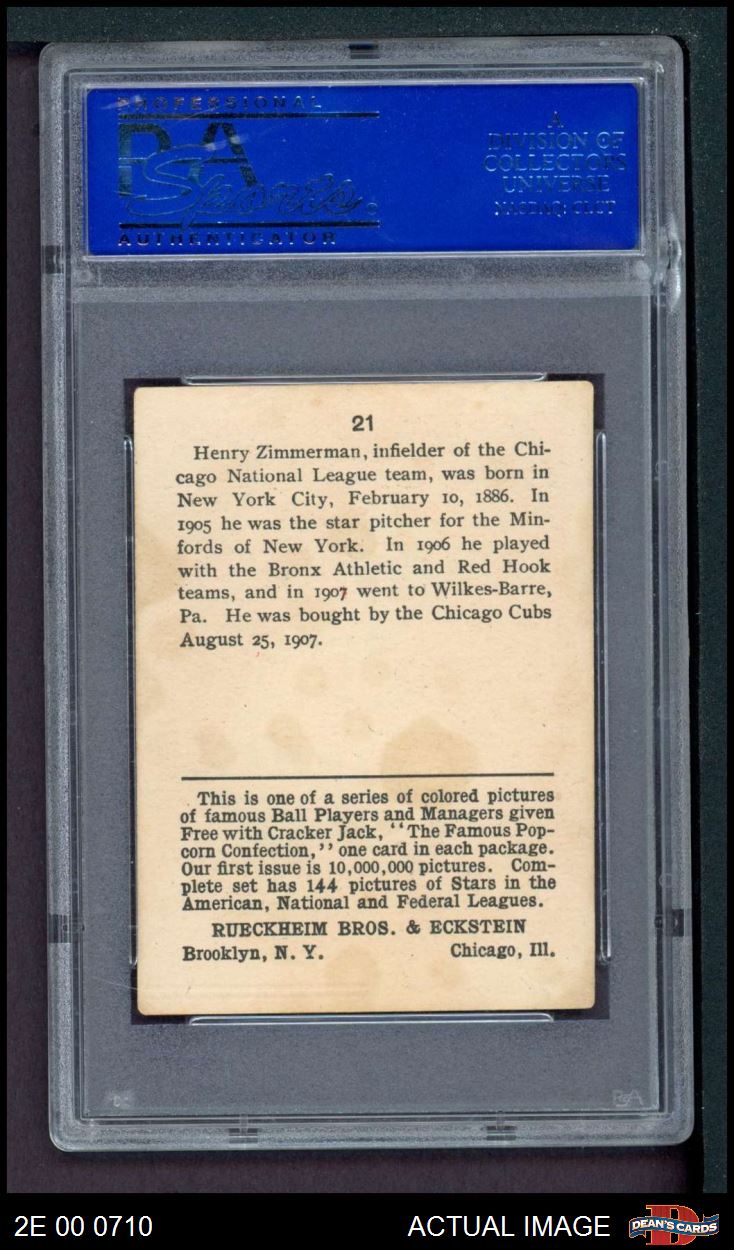 PROFESSIONAL
PSA
Sports
AUTHENTICATOR
A
DIVISION OF
COLLECTORS
UNIVERSE
NASDAQ: CLCT
21
Henry Zimmerman, infielder of the Chi-
cago National League team, was born in
New York City, February 10, 1886. In
1905 he was the star pitcher for the Min-
fords of New York. In 1906 he played
with the Bronx Athletic and Red Hook
teams, and in 1907 went to Wilkes-Barre,
Pa. He was bought by the Chicago Cubs
August 25, 1907.
This is one of a series of colored pictures
of famous Ball Players and Managers given
Free with Cracker Jack, "The Famous Pop-
corn Confection," one card in each package.
Our first issue is 10,000,000 pictures. Com-
plete set has 144 pictures of Stars in the
American, National and Federal Leagues.
RUECKHEIM BROS. & ECKSTEIN
Brooklyn, N. Y. Chicago, Ill.
PSA
2E 00 0710 ACTUAL IMAGE DEAN'S CARDS